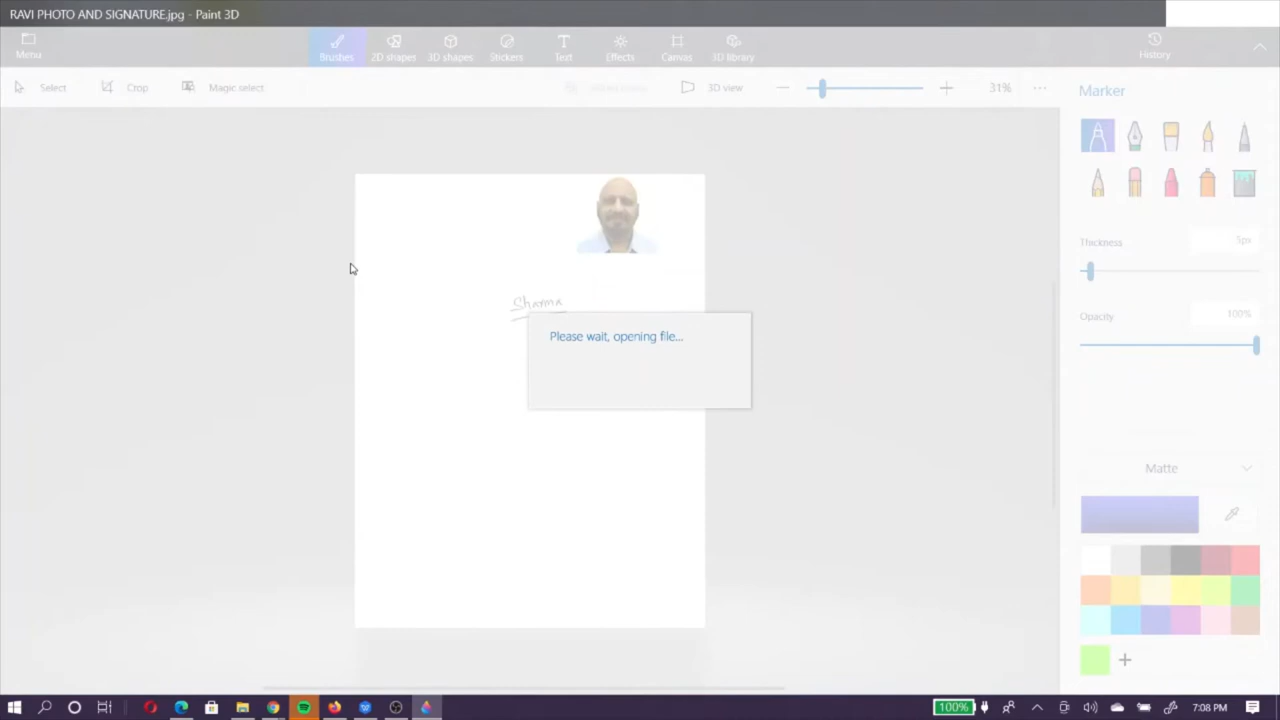 RAVI PHOTO AND SIGNATURE.jpg - Paint 3D
Menu
Brushes
2D shapes
3D shapes
Stickers
Text
Effects
Canvas
3D library
History
Select
Crop
Magic select
3D view
31%
Marker
Thickness
5px
Opacity
100%
Sharma
Please wait, opening file...
Matte
100%
7:08 PM